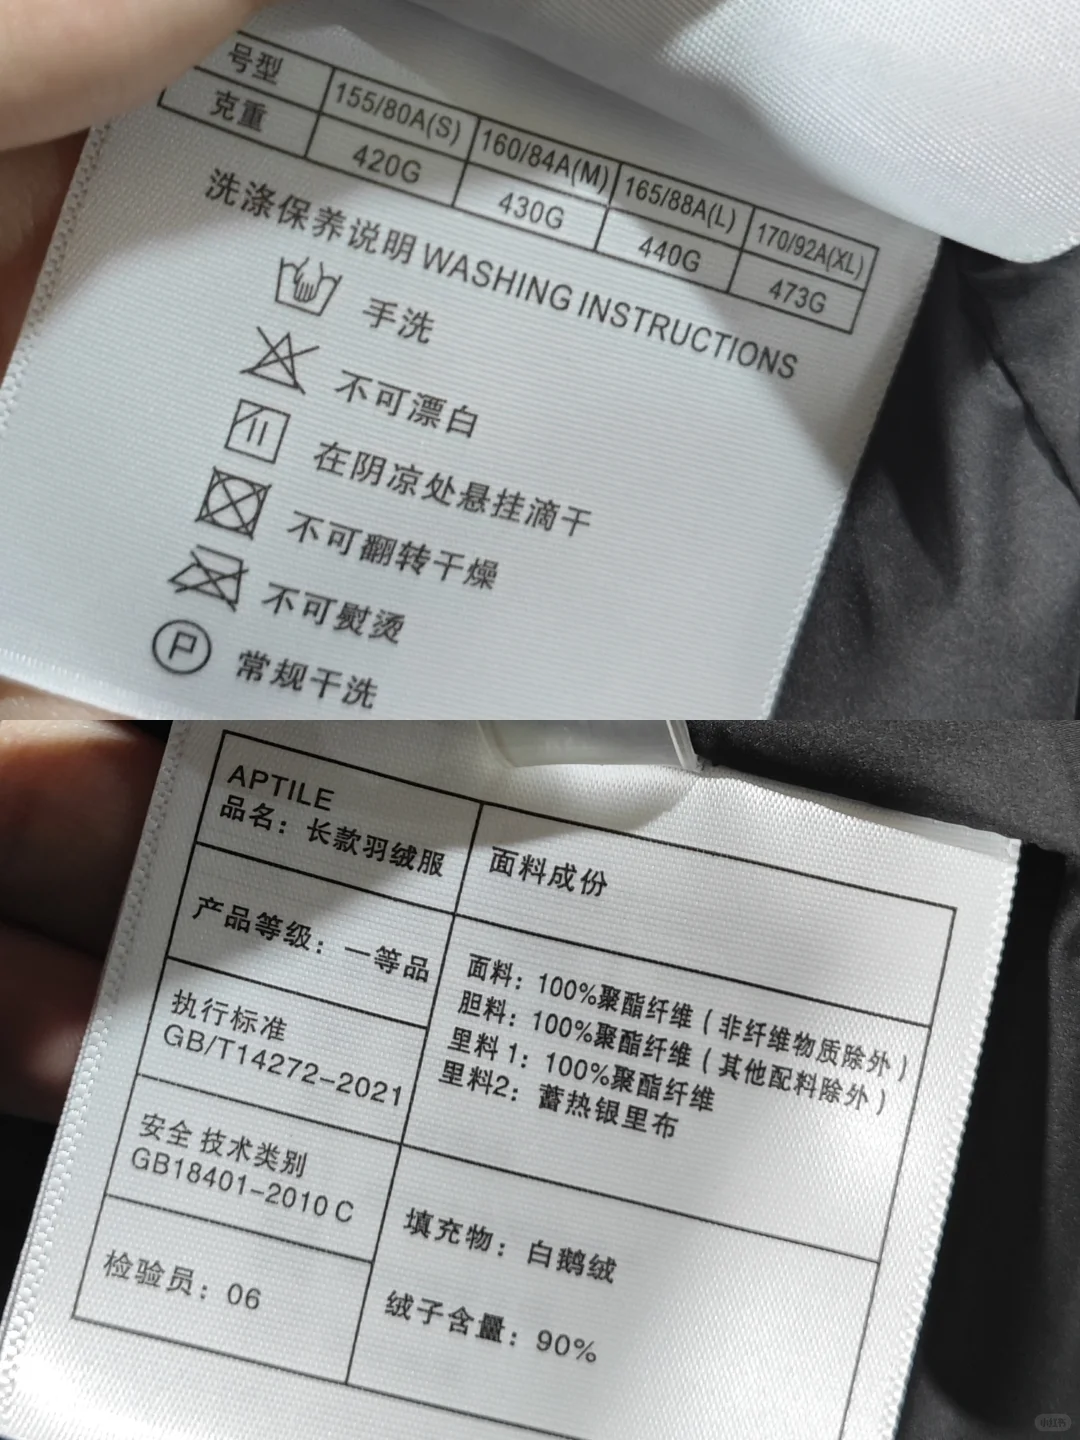 号型 155/80A(S) 160/84A(M) 165/88A(L) 170/92A(XL)
克重 420G 430G 440G 473G
洗涤保养说明 WASHING INSTRUCTIONS
手洗
不可漂白
在阴凉处悬挂滴干
不可翻转干燥
不可熨烫
P 常规干洗
APTILE
品名：长款羽绒服
产品等级：一等品
执行标准
GB/T14272-2021
安全 技术类别
GB18401-2010 C
检验员：06
面料成份
面料：100%聚酯纤维（非纤维物质除外）
胆料：100%聚酯纤维（其他配料除外）
里料1：100%聚酯纤维
里料2：蓄热银里布
填充物：白鹅绒
绒子含量：90%
小红书